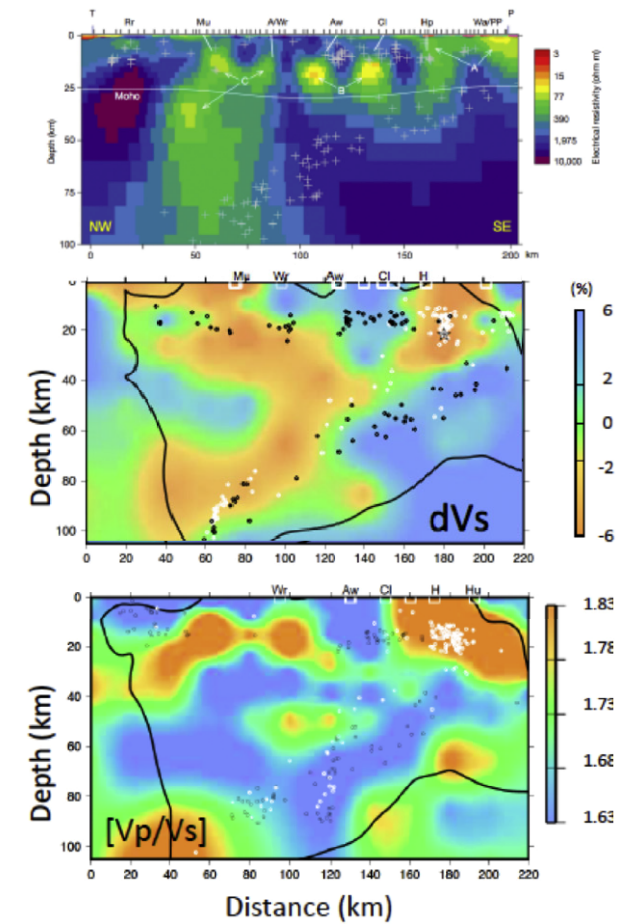 T P
Rr Mu A/Wr Aw Cl Hp Wa/PP
0
25
50
75
100
Depth (km)
Moho
C
B
A
NW
SE
0 50 100 150 200 km
3
15
77
390
1,975
10,000
Electrical resistivity (ohm m)
Mu Wr Aw Cl H
0
20
40
60
80
100
Depth (km)
dVs
0 20 40 60 80 100 120 140 160 180 200 220
(%)
6
2
0
-2
-6
Wr Aw Cl H Hu
0
20
40
60
80
100
Depth (km)
[Vp/Vs]
0 20 40 60 80 100 120 140 160 180 200 220
Distance (km)
1.83
1.78
1.73
1.68
1.63